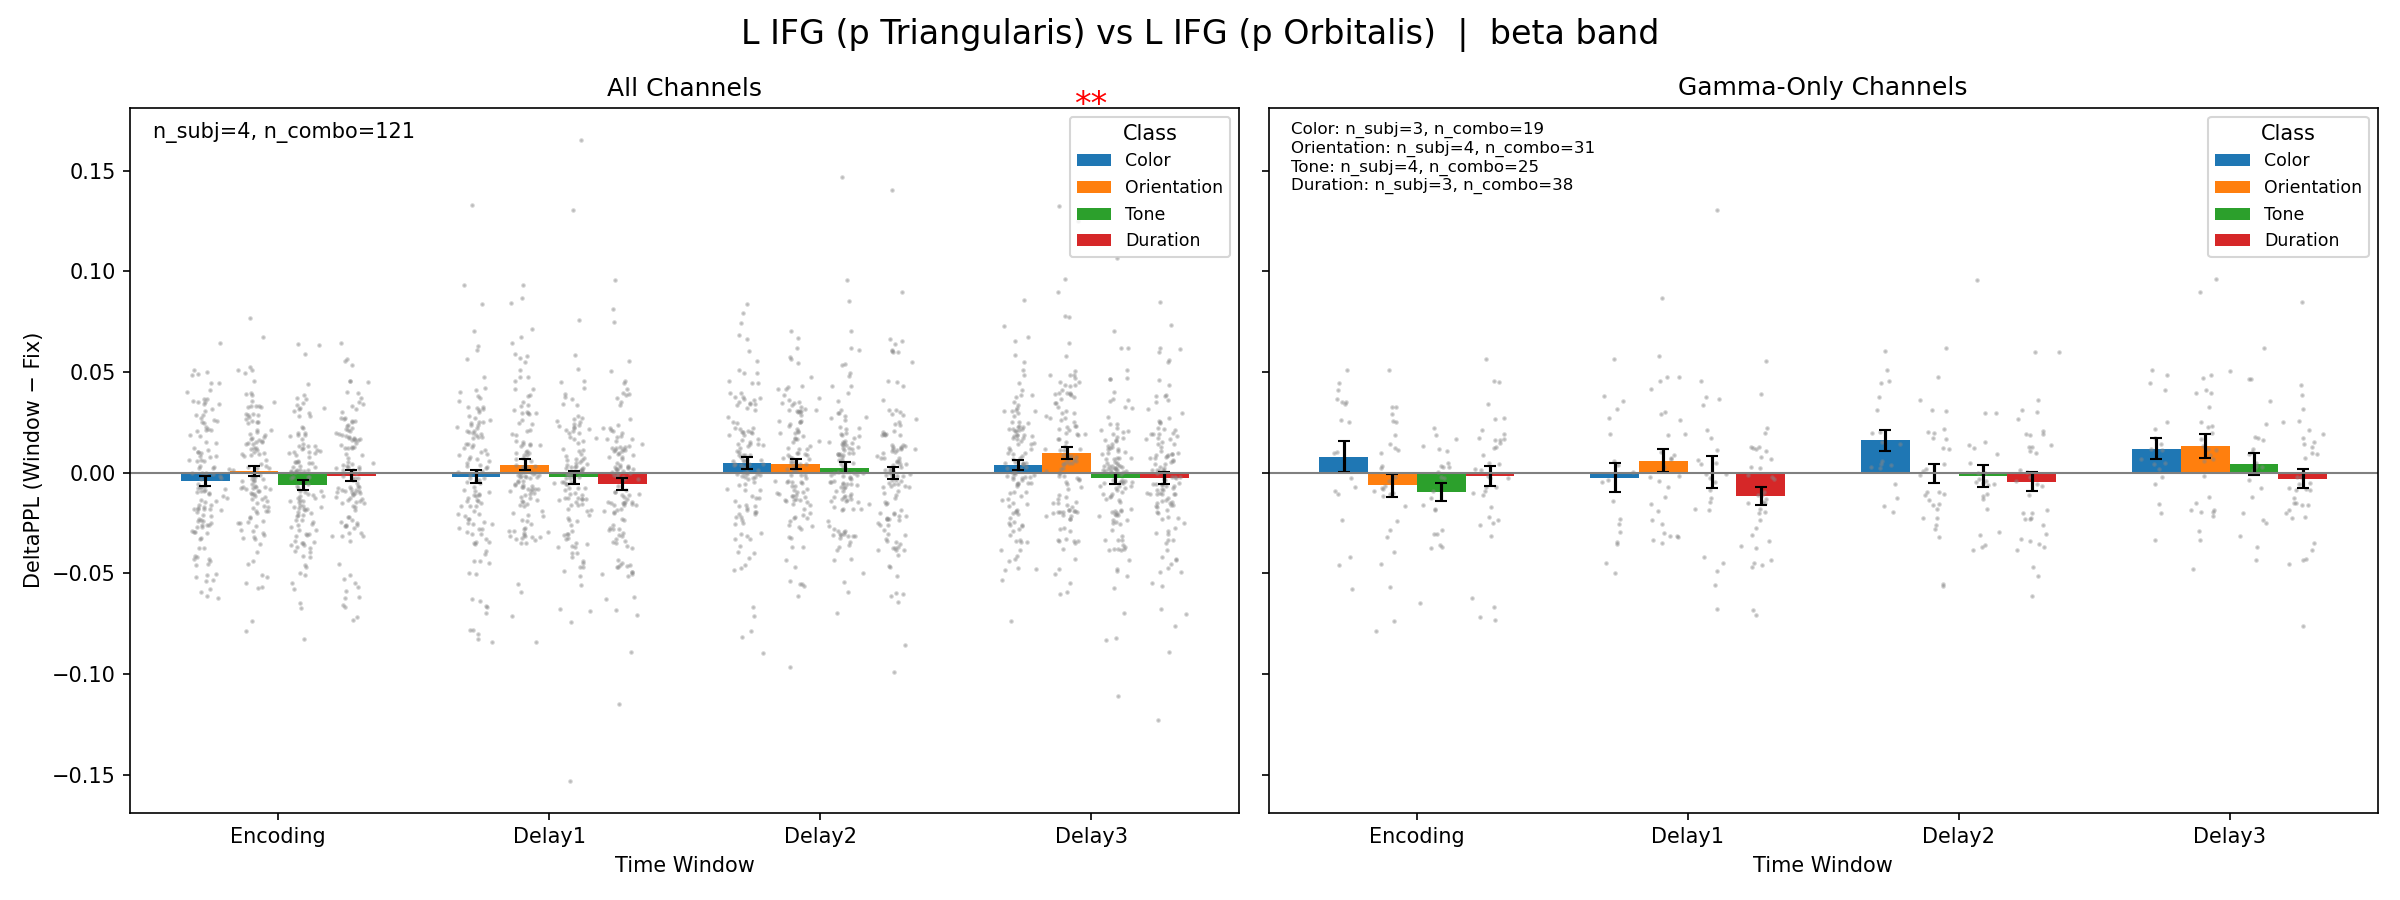 L IFG (p Triangularis) vs L IFG (p Orbitalis)  |  beta band
All Channels
**
n_subj=4, n_combo=121
Class
Color
Orientation
Tone
Duration
DeltaPPL (Window − Fix)
0.15
0.10
0.05
0.00
−0.05
−0.10
−0.15
Encoding
Delay1
Delay2
Delay3
Time Window
Gamma-Only Channels
Color: n_subj=3, n_combo=19
Orientation: n_subj=4, n_combo=31
Tone: n_subj=4, n_combo=25
Duration: n_subj=3, n_combo=38
Class
Color
Orientation
Tone
Duration
Encoding
Delay1
Delay2
Delay3
Time Window